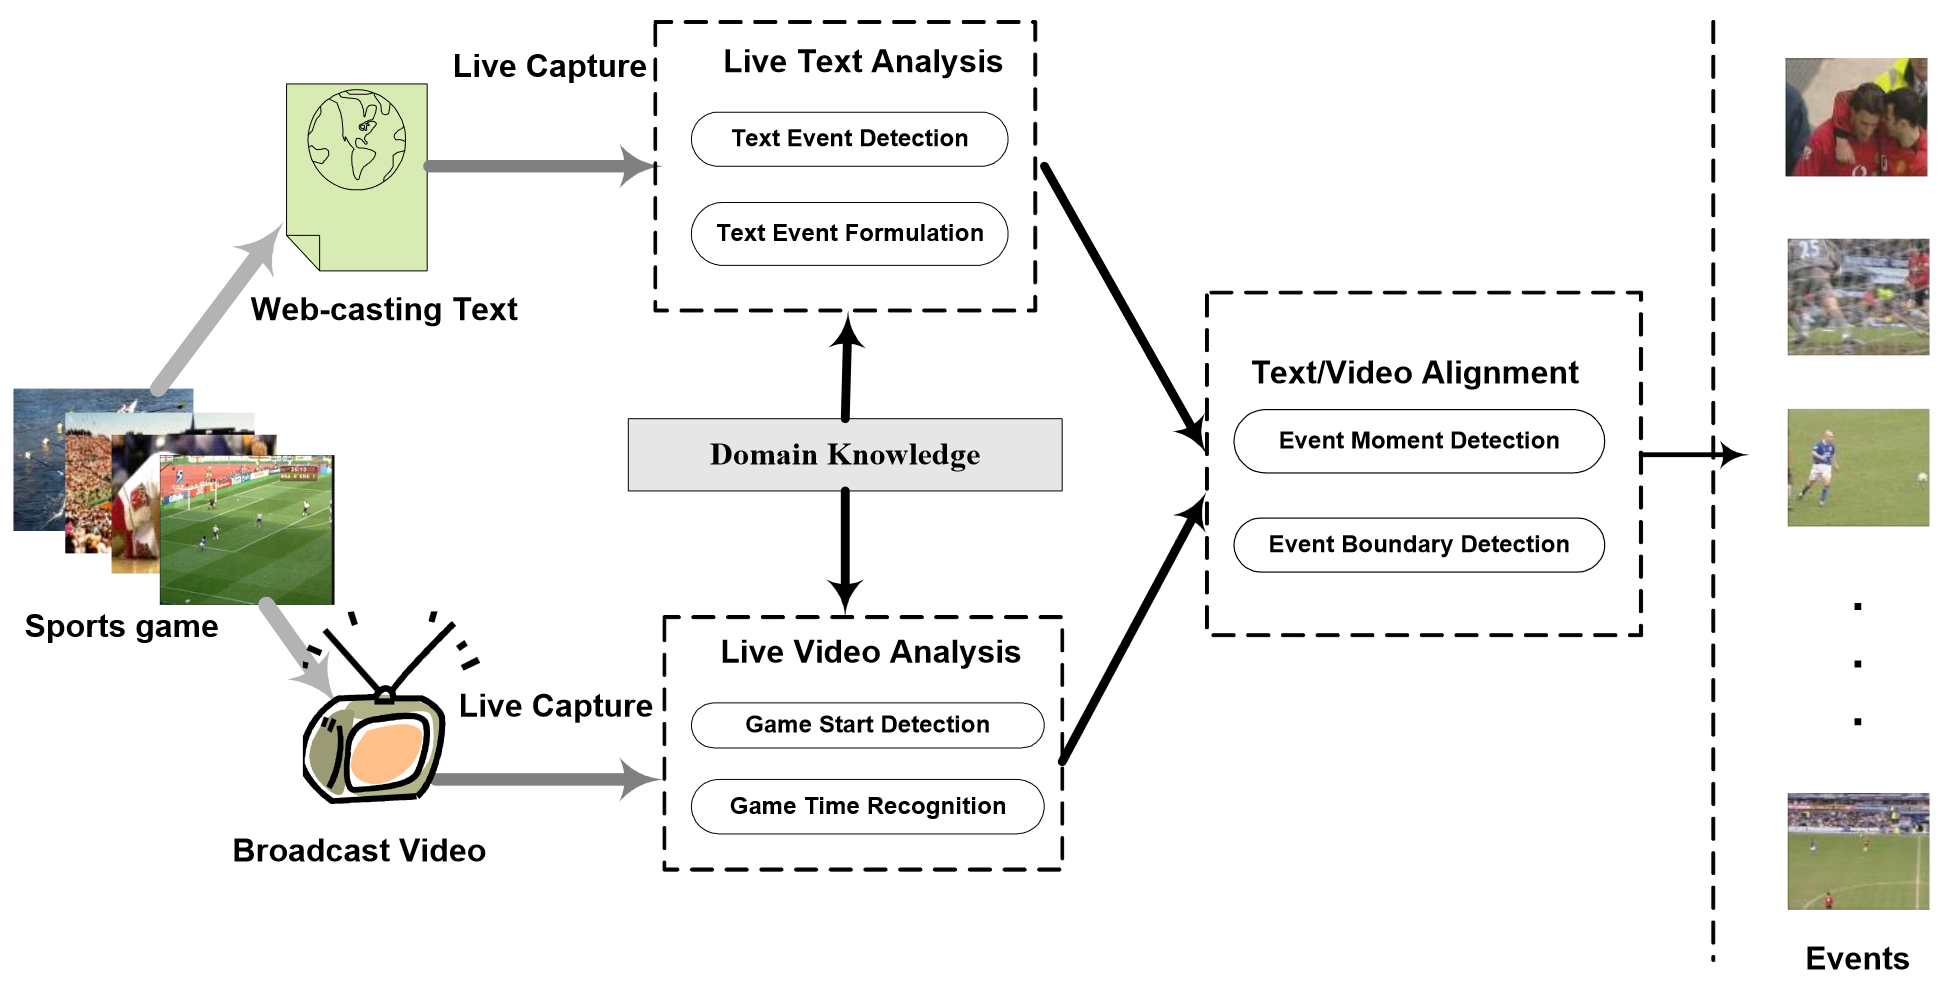 Live Capture
Live Text Analysis
Text Event Detection
Text Event Formulation
Web-casting Text
Domain Knowledge
Text/Video Alignment
Event Moment Detection
Event Boundary Detection
Sports game
Live Capture
Live Video Analysis
Game Start Detection
Game Time Recognition
Broadcast Video
25
Events